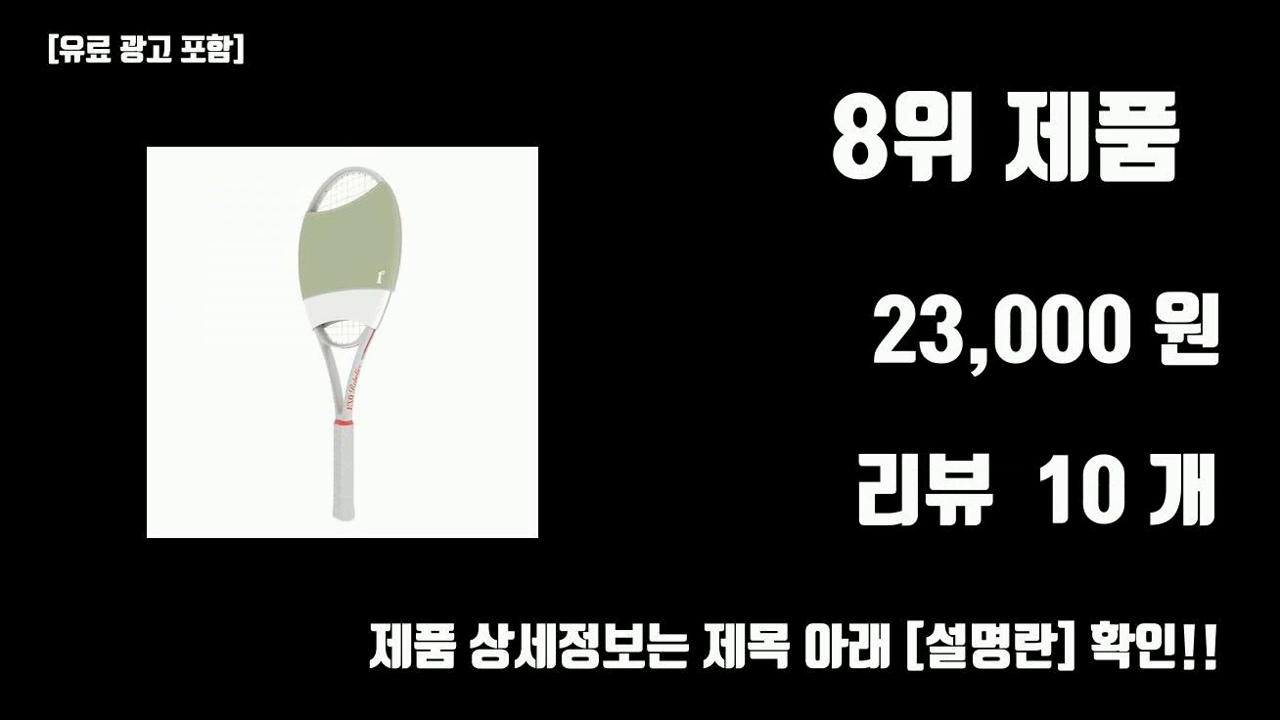 [유료 광고 포함]
8위 제품
23,000 원
리뷰 10 개
제품 상세정보는 제목 아래 [설명란] 확인!!